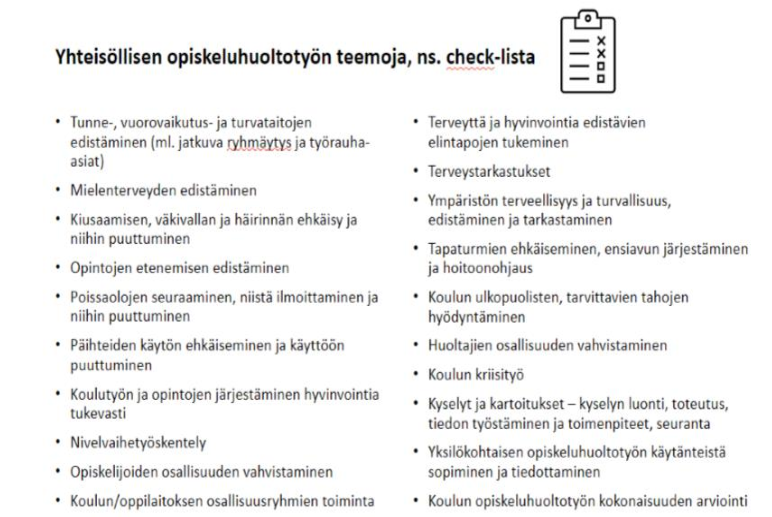 Yhteisöllisen opiskeluhuoltotyön teemoja, ns. check-lista
• Tunne-, vuorovaikutus- ja turvataitojen
edistäminen (ml. jatkuva ryhmäytys ja työrauha-
asiat)
• Mielenterveyden edistäminen
• Kiusaamisen, väkivallan ja häirinnän ehkäisy ja
niihin puuttuminen
• Opintojen etenemisen edistäminen
• Poissaolojen seuraaminen, niistä ilmoittaminen ja
niihin puuttuminen
• Päihteiden käytön ehkäiseminen ja käyttöön
puuttuminen
• Koulutyön ja opintojen järjestäminen hyvinvointia
tukevasti
• Nivelvaihetyöskentely
• Opiskelijoiden osallisuuden vahvistaminen
• Koulun/oppilaitoksen osallisuusryhmien toiminta
• Terveyttä ja hyvinvointia edistävien
elintapojen tukeminen
• Terveystarkastukset
• Ympäristön terveellisyys ja turvallisuus,
edistäminen ja tarkastaminen
• Tapaturmien ehkäiseminen, ensiavun järjestäminen
ja hoitoonohjaus
• Koulun ulkopuolisten, tarvittavien tahojen
hyödyntäminen
• Huoltajien osallisuuden vahvistaminen
• Koulun kriisityö
• Kyselyt ja kartoitukset – kyselyn luonti, toteutus,
tiedon työstäminen ja toimenpiteet, seuranta
• Yksilökohtaisen opiskeluhuoltotyön käytänteistä
sopiminen ja tiedottaminen
• Koulun opiskeluhuoltotyön kokonaisuuden arviointi